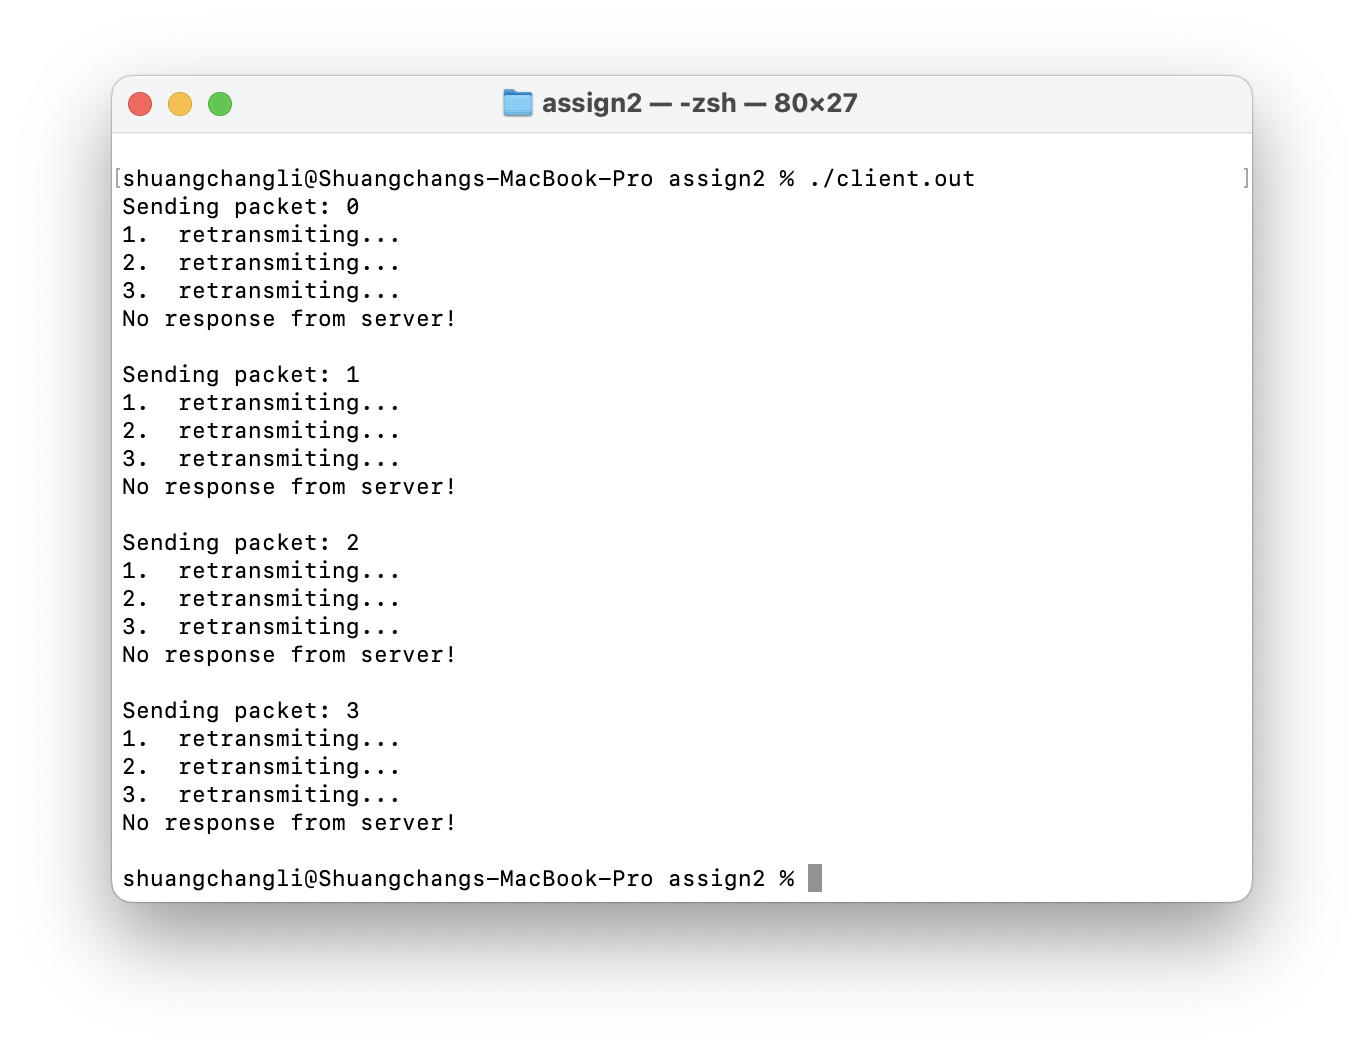 assign2 — -zsh — 80×27
[shuangchangli@Shuangchangs-MacBook-Pro assign2 % ./client.out ]
Sending packet: 0
1.  retransmiting...
2.  retransmiting...
3.  retransmiting...
No response from server!
Sending packet: 1
1.  retransmiting...
2.  retransmiting...
3.  retransmiting...
No response from server!
Sending packet: 2
1.  retransmiting...
2.  retransmiting...
3.  retransmiting...
No response from server!
Sending packet: 3
1.  retransmiting...
2.  retransmiting...
3.  retransmiting...
No response from server!
shuangchangli@Shuangchangs-MacBook-Pro assign2 %